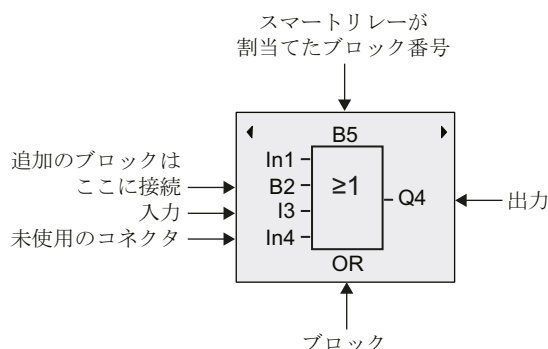 スマートリレーが
割当てたブロック番号
B5
追加のブロックは
ここに接続
入力
未使用のコネクタ
In1
B2
I3
In4
≥1
Q4
出力
OR
ブロック